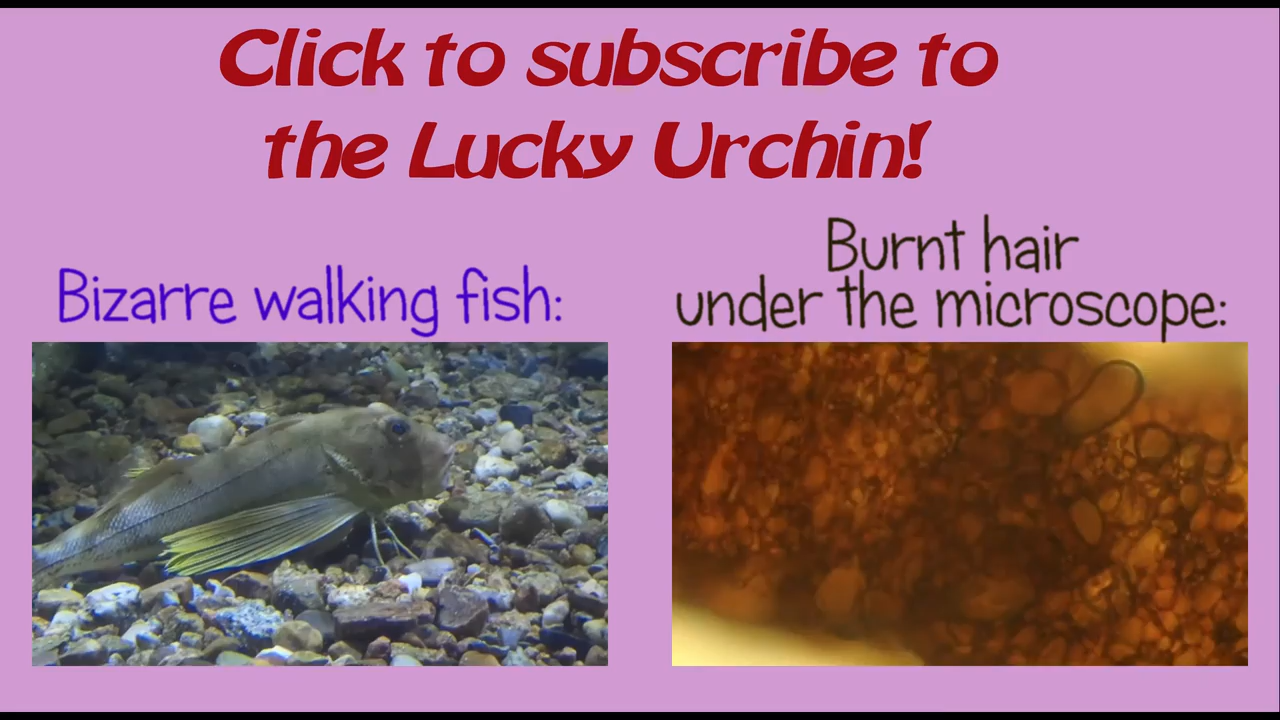 Click to subscribe to
the Lucky Urchin!
Bizarre walking fish:
Burnt hair
under the microscope: